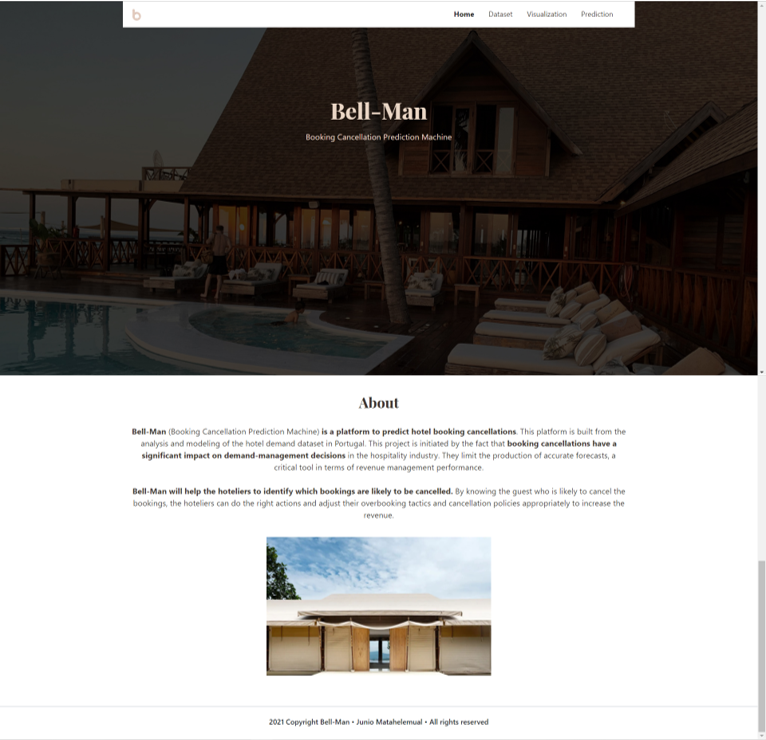 b
Home Dataset Visualization Prediction
Bell-Man
Booking Cancellation Prediction Machine
About
Bell-Man (Booking Cancellation Prediction Machine) is a platform to predict hotel booking cancellations. This platform is built from the
analysis and modeling of the hotel demand dataset in Portugal. This project is initiated by the fact that booking cancellations have a
significant impact on demand-management decisions in the hospitality industry. They limit the production of accurate forecasts, a
critical tool in terms of revenue management performance.
Bell-Man will help the hoteliers to identify which bookings are likely to be cancelled. By knowing the guest who is likely to cancel the
bookings, the hoteliers can do the right actions and adjust their overbooking tactics and cancellation policies appropriately to increase the
revenue.
2021 Copyright Bell-Man • Junio Matahelemual • All rights reserved